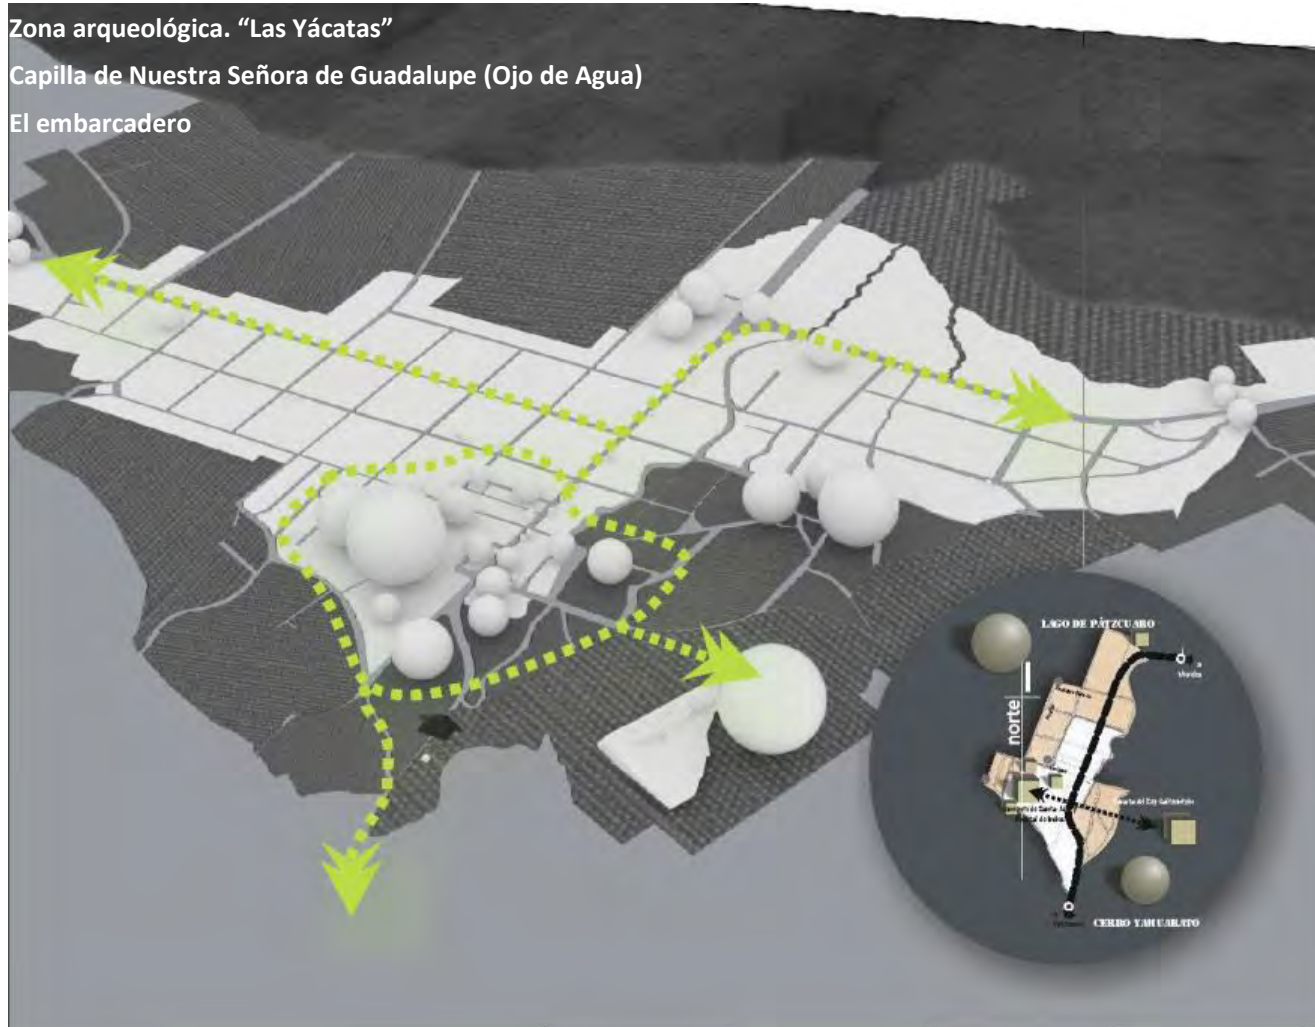 Zona arqueológica. “Las Yácatas”
Capilla de Nuestra Señora de Guadalupe (Ojo de Agua)
El embarcadero
LAGO DE PÁTZCUARO
norte
CERRO YAHUARATO